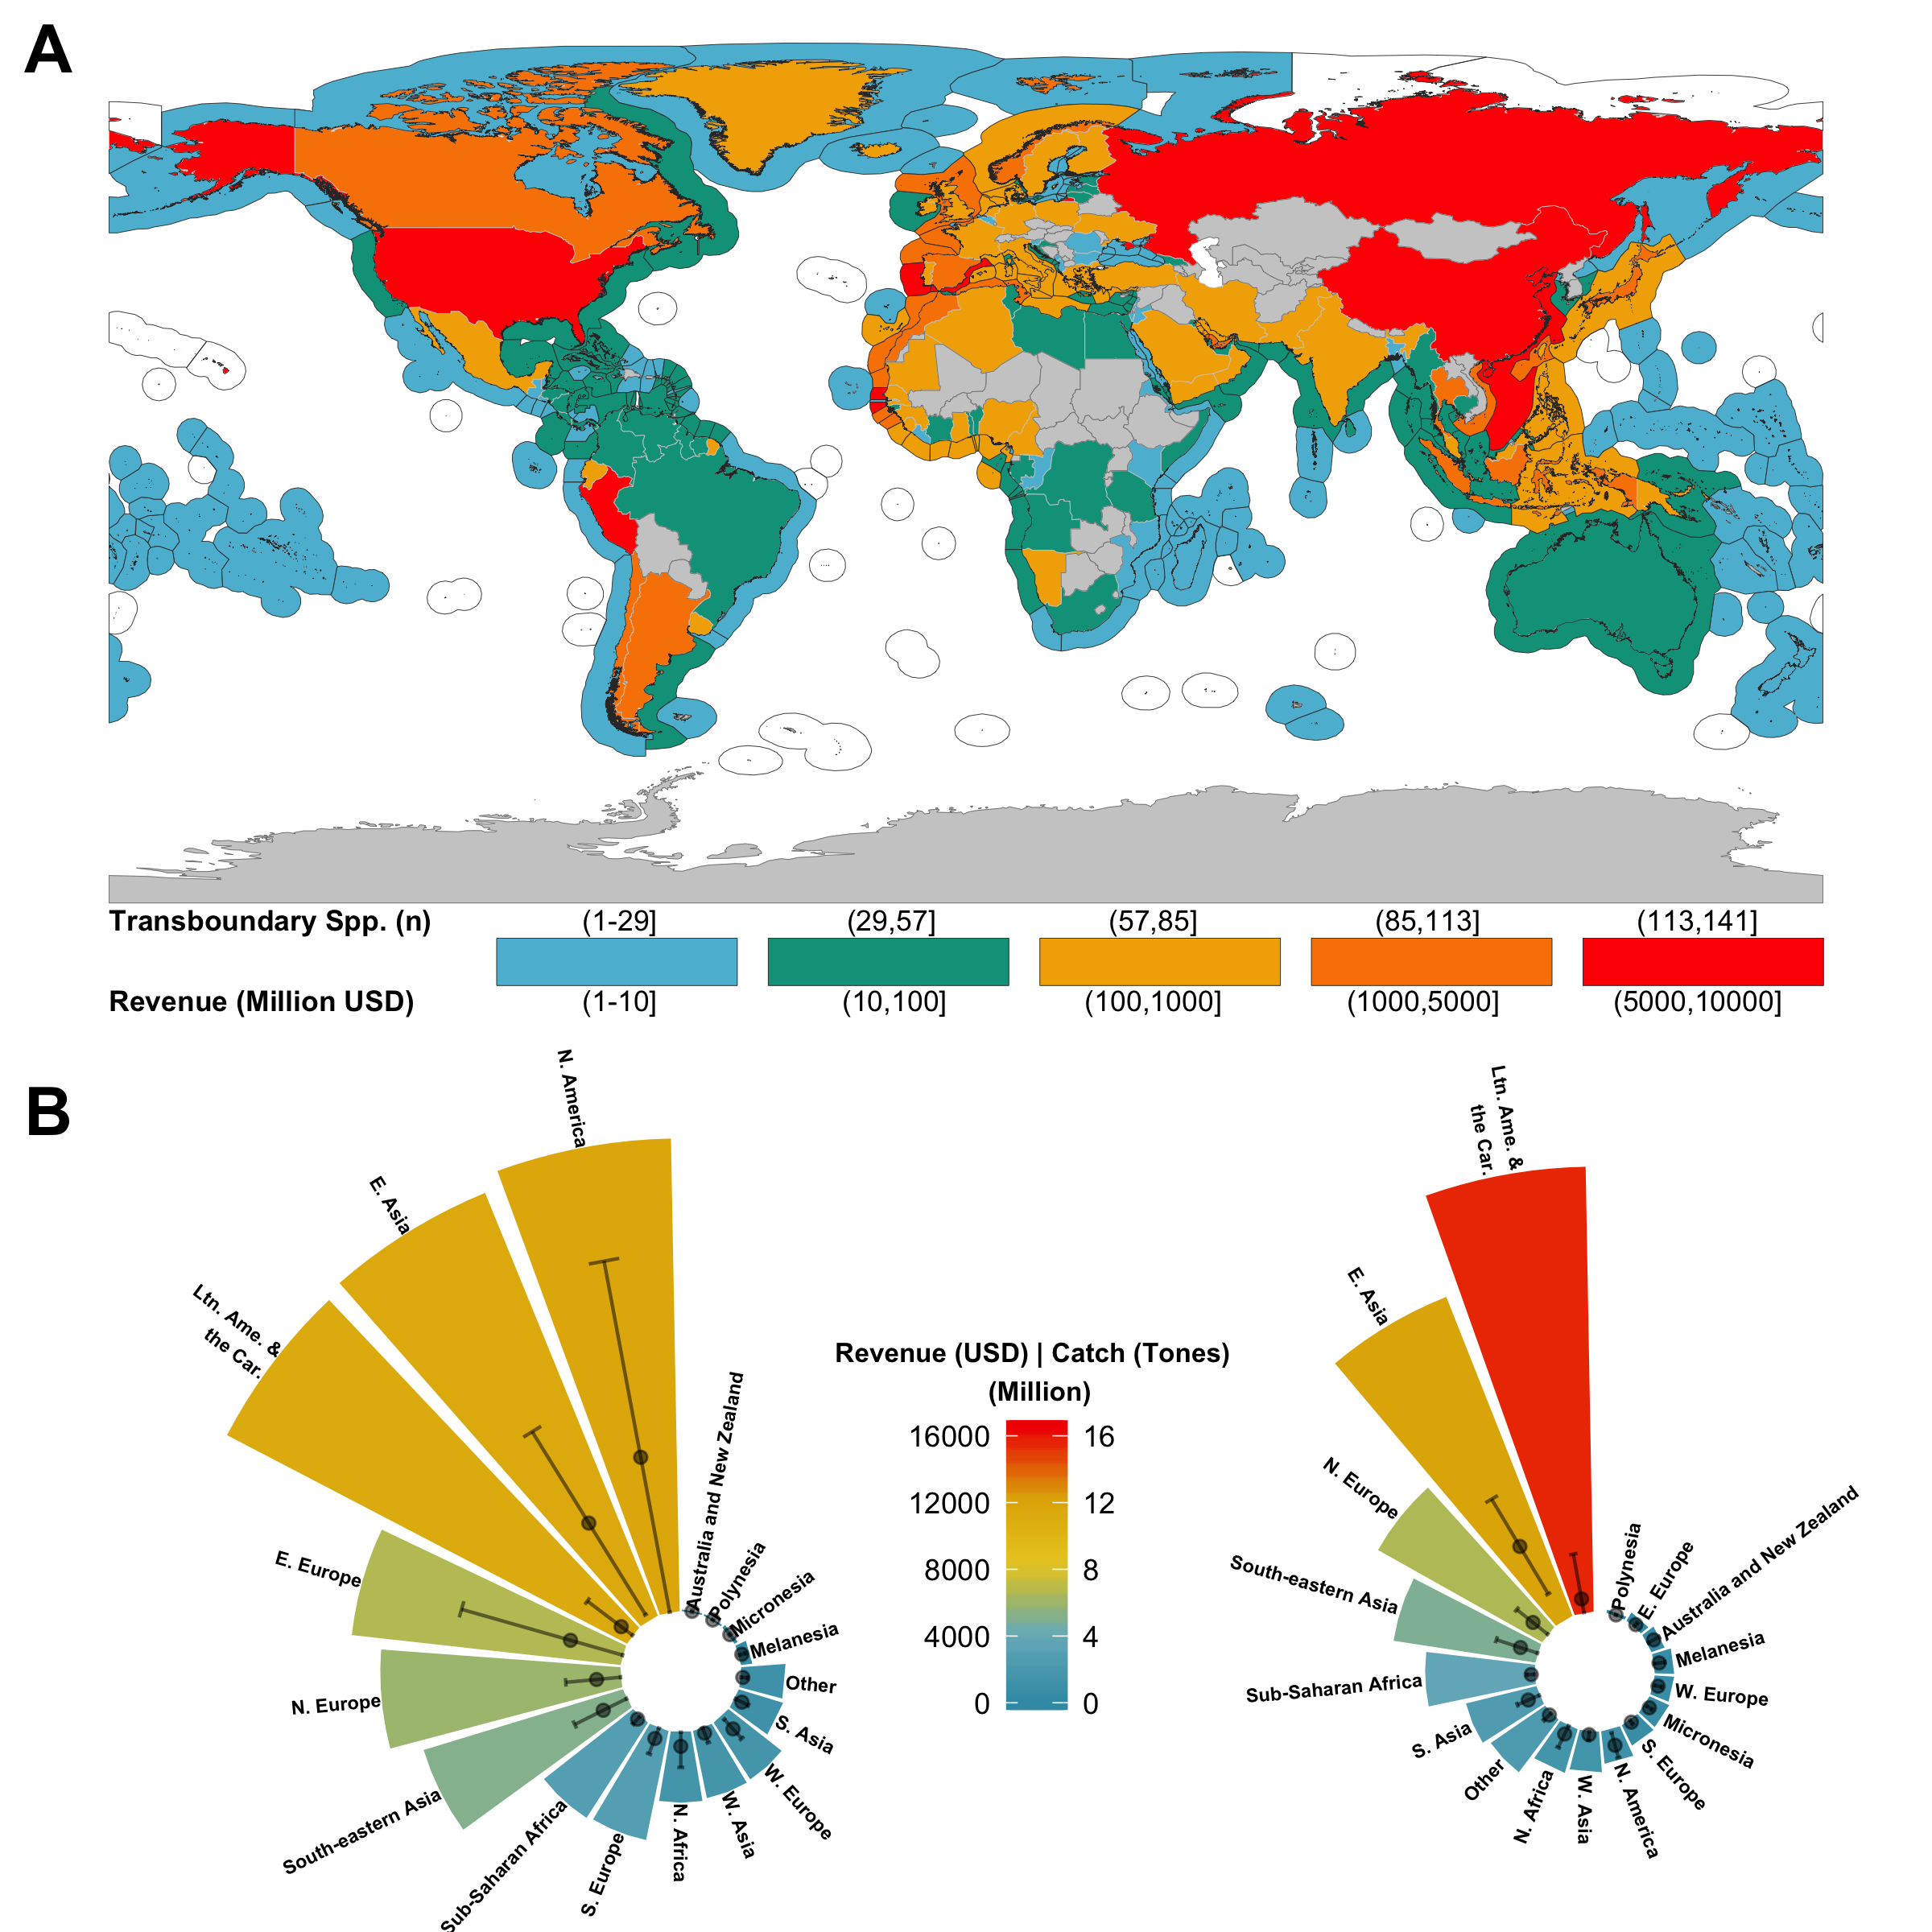 A
Transboundary Spp. (n)
(1-29]
(29,57]
(57,85]
(85,113]
(113,141]
Revenue (Million USD)
(1-10]
(10,100]
(100,1000]
(1000,5000]
(5000,10000]
B
N. America
E. Asia
Ltn. Ame. &
the Car.
E. Europe
N. Europe
South-eastern Asia
Sub-Saharan Africa
S. Europe
N. Africa
W. Asia
W. Europe
S. Asia
Other
Melanesia
Micronesia
Polynesia
Australia and New Zealand
Revenue (USD) | Catch (Tones)
(Million)
16000 16
12000 12
8000 8
4000 4
0 0
Ltn. Ame. &
the Car.
E. Asia
N. Europe
South-eastern Asia
Sub-Saharan Africa
S. Asia
Other
N. Africa
W. Asia
N. America
S. Europe
Micronesia
W. Europe
Melanesia
Australia and New Zealand
E. Europe
Polynesia